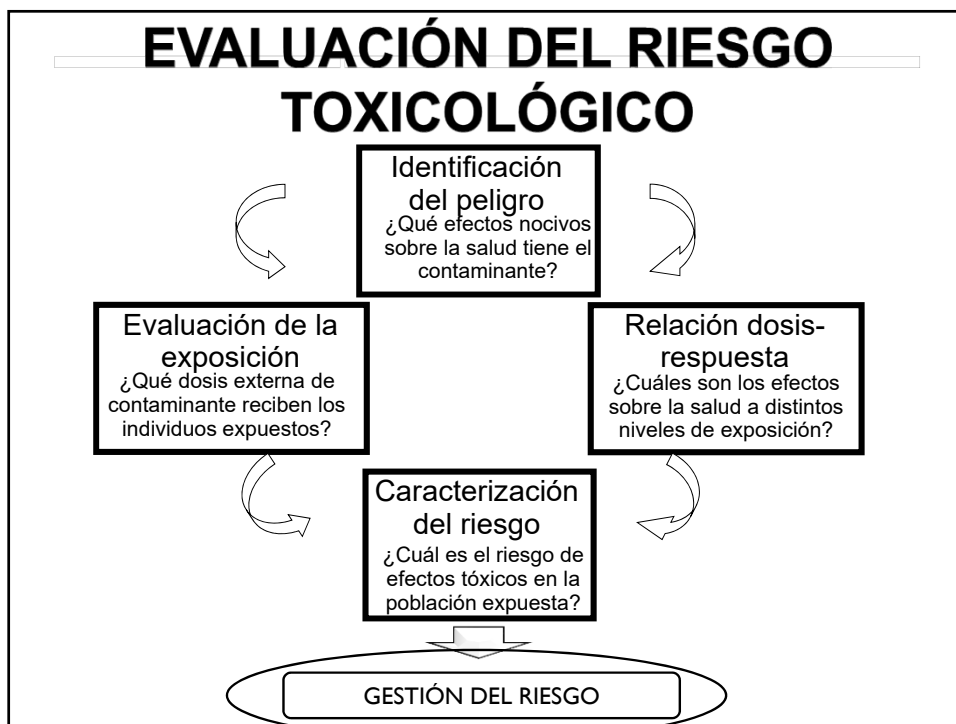 EVALUACIÓN DEL RIESGO
TOXICOLÓGICO
Identificación
del peligro
¿Qué efectos nocivos
sobre la salud tiene el
contaminante?
Evaluación de la
exposición
¿Qué dosis externa de
contaminante reciben los
individuos expuestos?
Relación dosis-
respuesta
¿Cuáles son los efectos
sobre la salud a distintos
niveles de exposición?
Caracterización
del riesgo
¿Cuál es el riesgo de
efectos tóxicos en la
población expuesta?
GESTIÓN DEL RIESGO